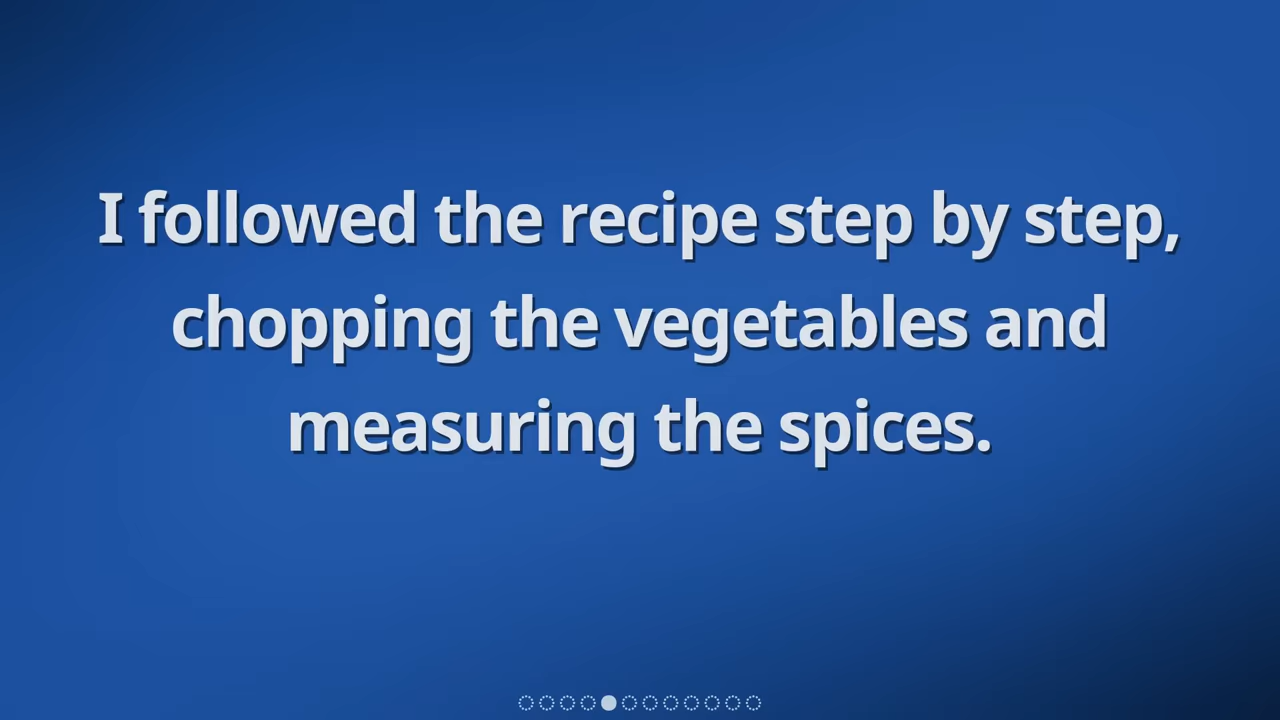 I followed the recipe step by step,
chopping the vegetables and
measuring the spices.